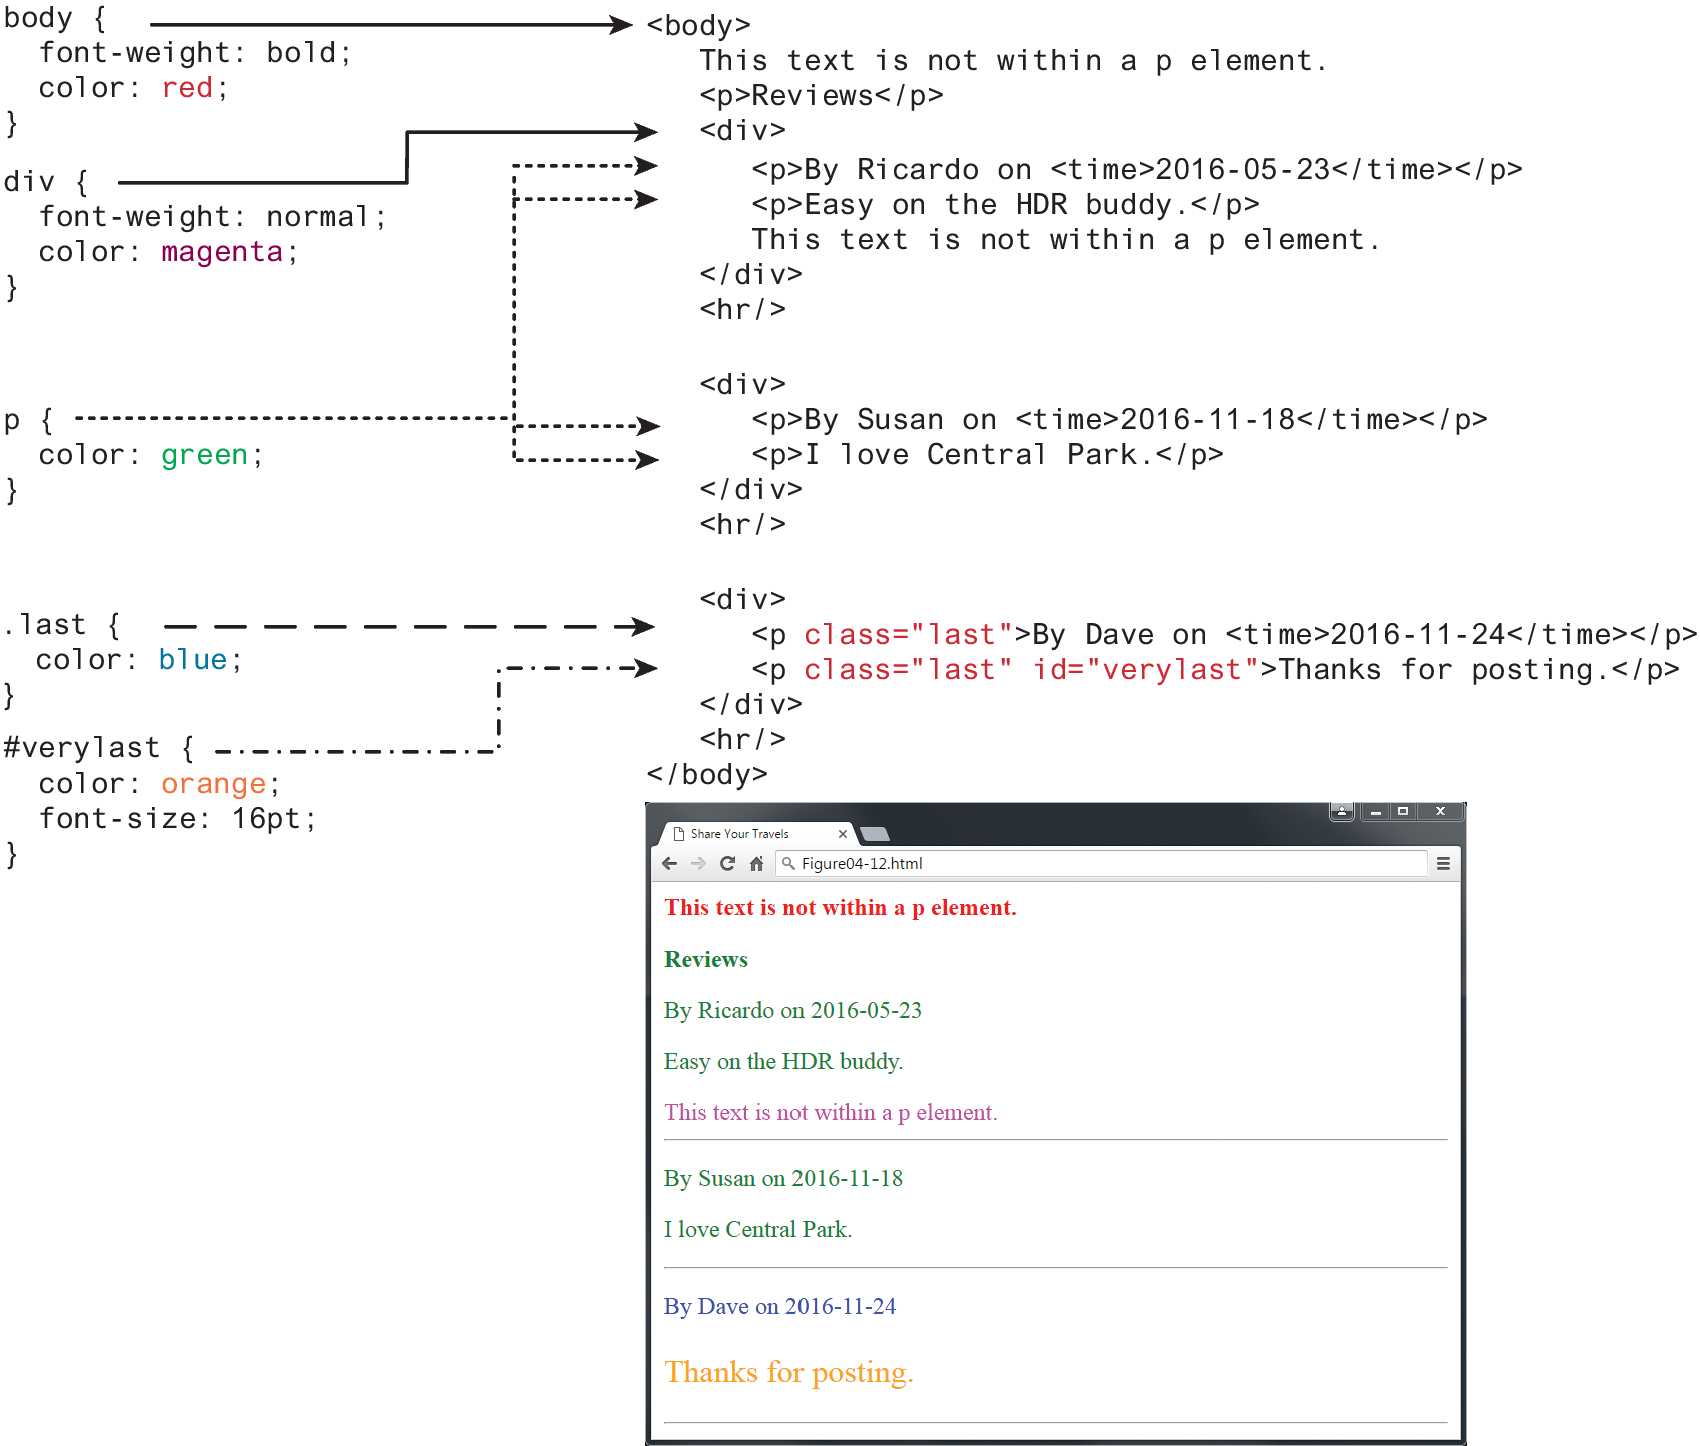 body {
  font-weight: bold;
  color: red;
}
div {
  font-weight: normal;
  color: magenta;
}
p {
  color: green;
}
.last {
  color: blue;
}
#verylast {
  color: orange;
  font-size: 16pt;
}
<body>
   This text is not within a p element.
   <p>Reviews</p>
   <div>
      <p>By Ricardo on <time>2016-05-23</time></p>
      <p>Easy on the HDR buddy.</p>
      This text is not within a p element.
   </div>
   <hr/>
   <div>
      <p>By Susan on <time>2016-11-18</time></p>
      <p>I love Central Park.</p>
   </div>
   <hr/>
   <div>
      <p class="last">By Dave on <time>2016-11-24</time></p>
      <p class="last" id="verylast">Thanks for posting.</p>
   </div>
   <hr/>
</body>
Share Your Travels
Figure04-12.html
This text is not within a p element.
Reviews
By Ricardo on 2016-05-23
Easy on the HDR buddy.
This text is not within a p element.
By Susan on 2016-11-18
I love Central Park.
By Dave on 2016-11-24
Thanks for posting.